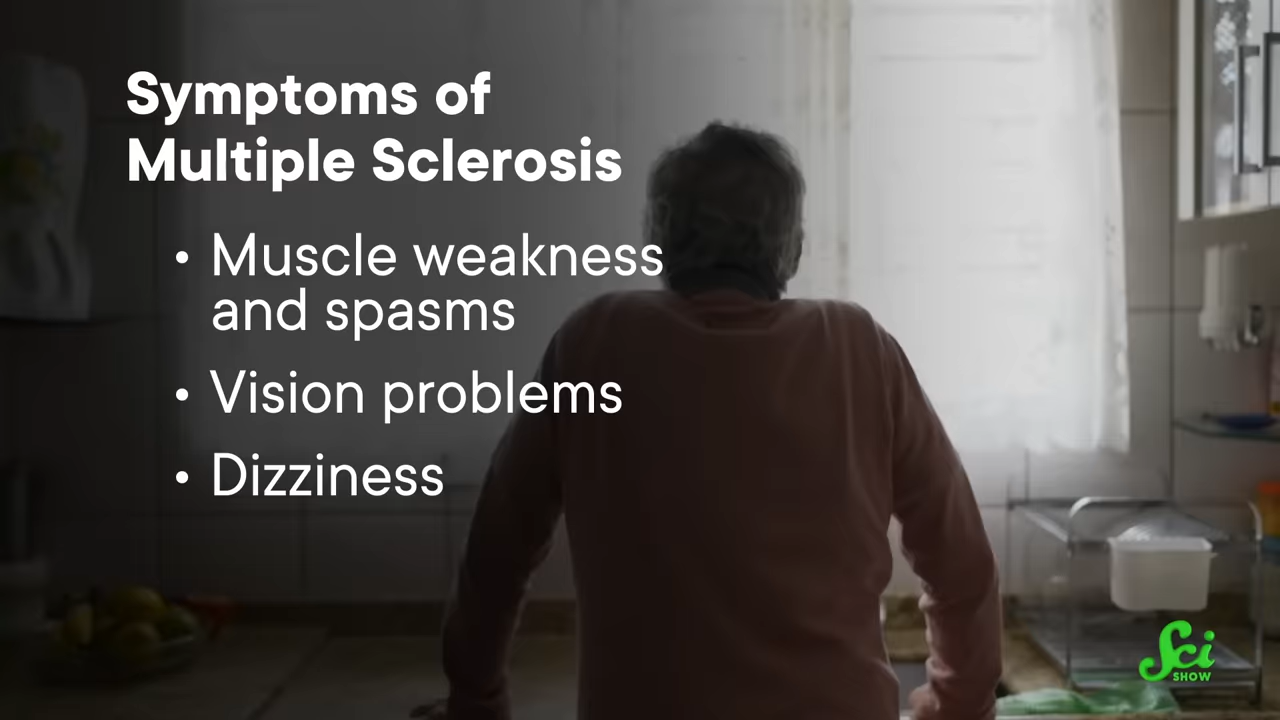 Symptoms of
Multiple Sclerosis
• Muscle weakness
and spasms
• Vision problems
• Dizziness
Sci
SHOW